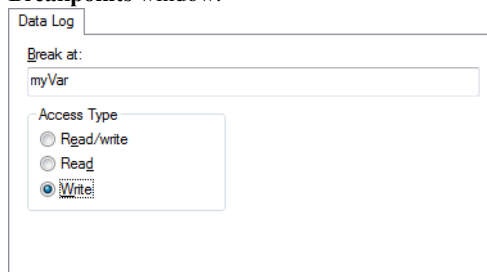 Breakpoints window.
Data Log
Break at:
myVar
Access Type
Read/write
Read
Write